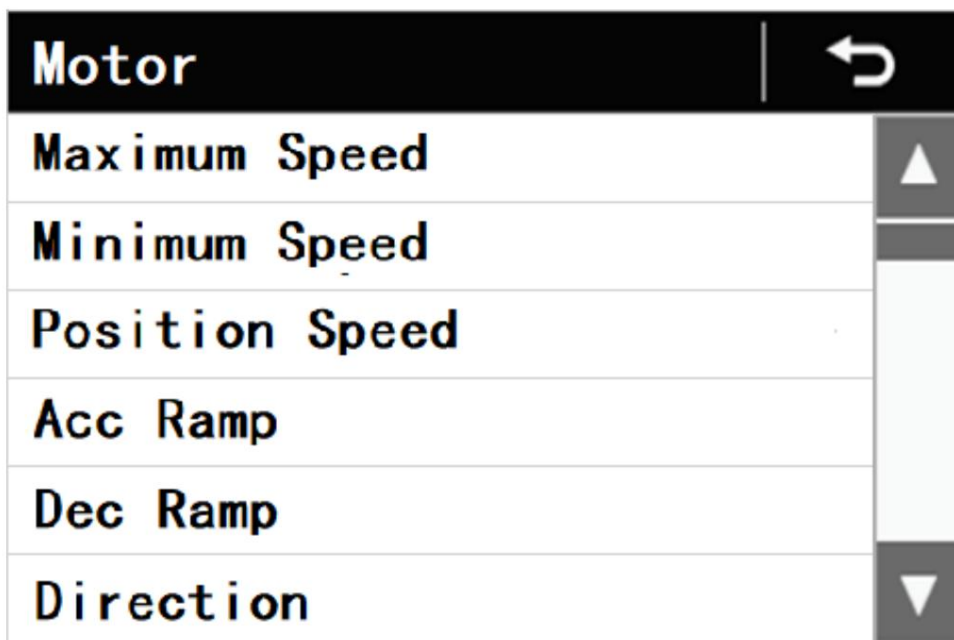 Motor
Maximum Speed
Minimum Speed
Position Speed
Acc Ramp
Dec Ramp
Direction